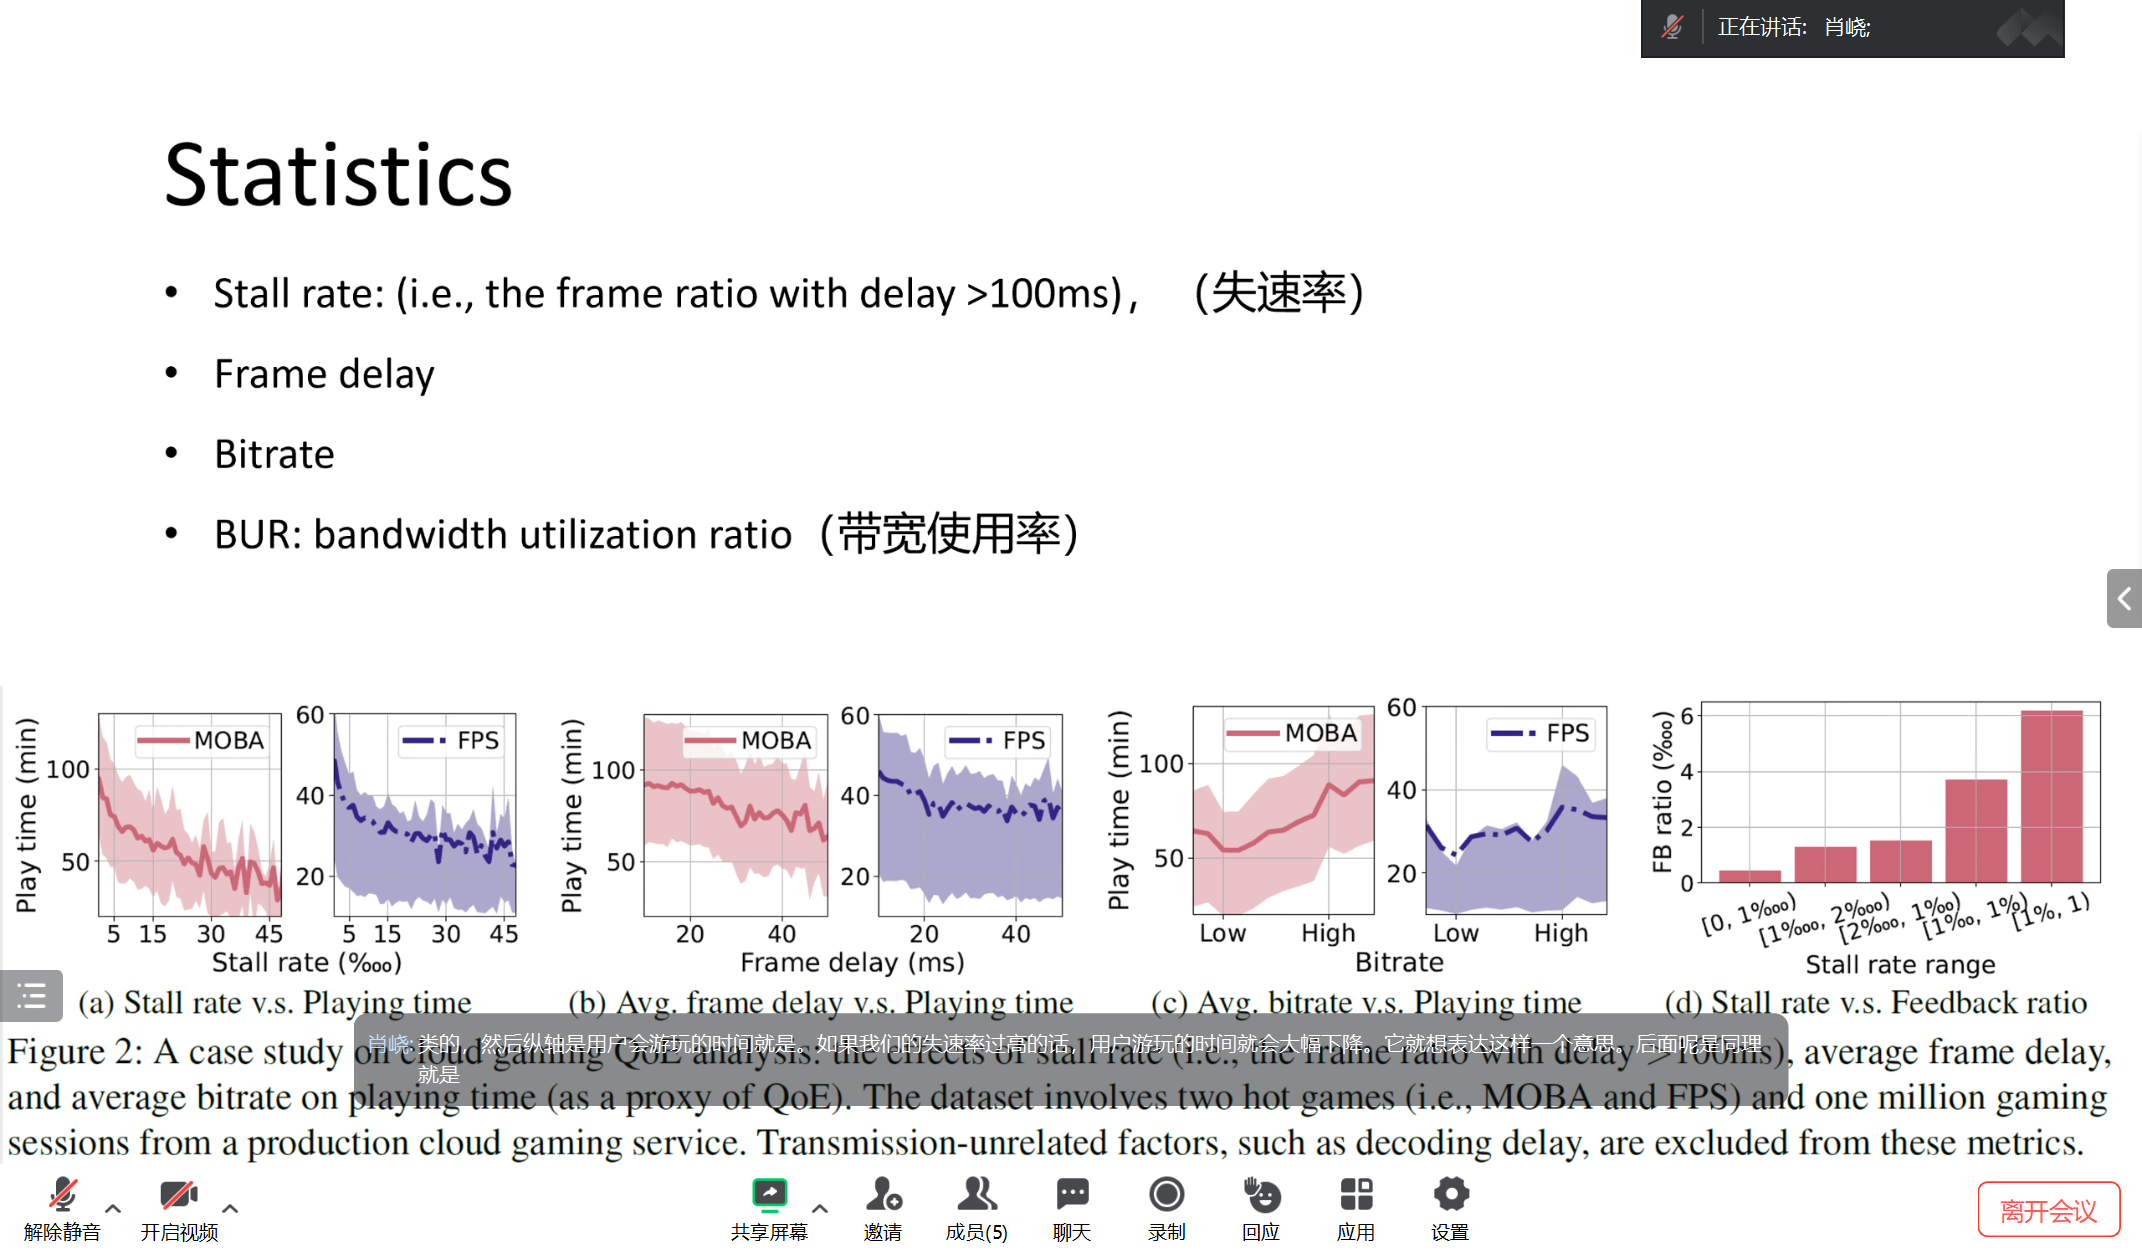 正在讲话: 肖峣;
Statistics
• Stall rate: (i.e., the frame ratio with delay >100ms), （失速率）
• Frame delay
• Bitrate
• BUR: bandwidth utilization ratio（带宽使用率）
Play time (min)
100
50
MOBA
5 15 30 45
60
40
20
FPS
5 15 30 45
Stall rate (‱)
(a) Stall rate v.s. Playing time
Play time (min)
100
50
MOBA
20 40
60
40
20
FPS
20 40
Frame delay (ms)
(b) Avg. frame delay v.s. Playing time
Play time (min)
100
50
MOBA
Low High
60
40
20
FPS
Low High
Bitrate
(c) Avg. bitrate v.s. Playing time
FB ratio (‱)
6
4
2
0
[0, 1‱) [1‱, 2‱) [2‱, 1‰) [1‰, 1%) [1%, 1)
Stall rate range
(d) Stall rate v.s. Feedback ratio
肖峣: 类的，然后纵轴是用户会游玩的时间就是。如果我们的失速率过高的话，用户游玩的时间就会大幅下降。它就想表达这样一个意思。后面呢是同理
就是
Figure 2: A case study on cloud gaming QoE analysis: the effects of stall rate (i.e., the frame ratio with delay >100ms), average frame delay,
and average bitrate on playing time (as a proxy of QoE). The dataset involves two hot games (i.e., MOBA and FPS) and one million gaming
sessions from a production cloud gaming service. Transmission-unrelated factors, such as decoding delay, are excluded from these metrics.
解除静音 开启视频 共享屏幕 邀请 成员(5) 聊天 录制 回应 应用 设置 离开会议